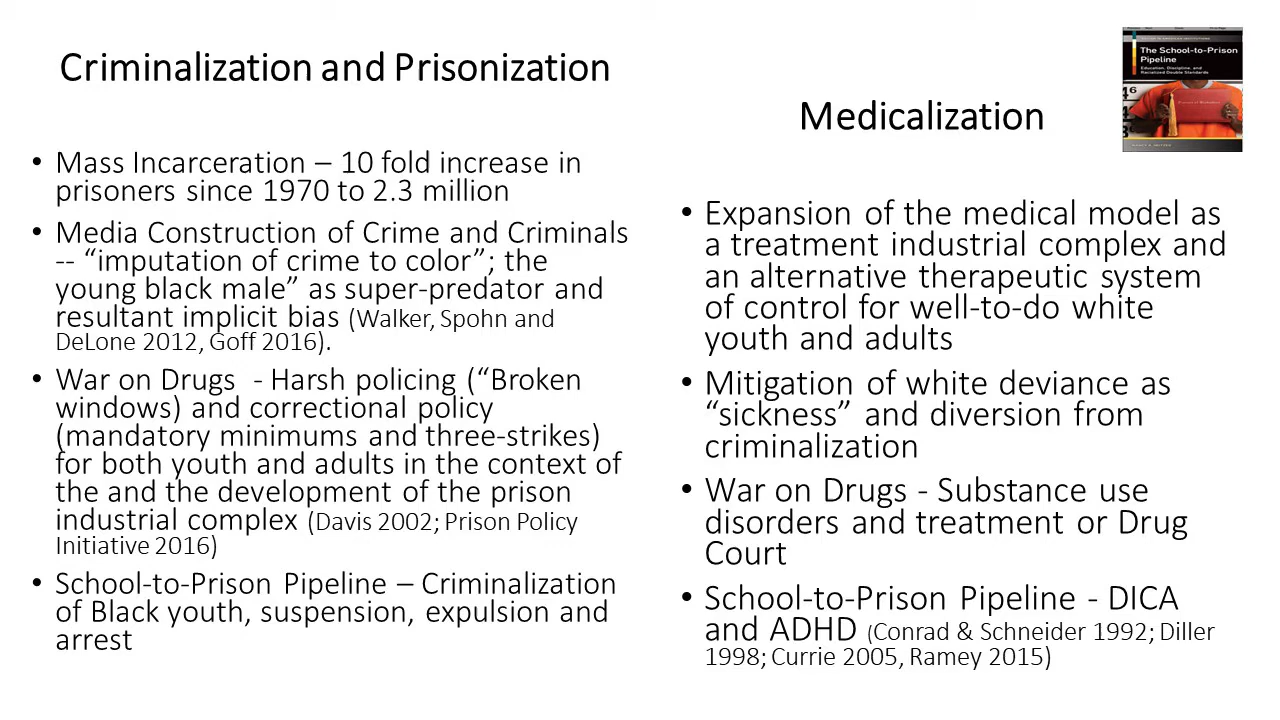 Criminalization and Prisonization
• Mass Incarceration – 10 fold increase in
prisoners since 1970 to 2.3 million
• Media Construction of Crime and Criminals
-- “imputation of crime to color”; the
young black male” as super-predator and
resultant implicit bias (Walker, Spohn and
DeLone 2012, Goff 2016).
• War on Drugs - Harsh policing (“Broken
windows) and correctional policy
(mandatory minimums and three-strikes)
for both youth and adults in the context of
the and the development of the prison
industrial complex (Davis 2002; Prison Policy
Initiative 2016)
• School-to-Prison Pipeline – Criminalization
of Black youth, suspension, expulsion and
arrest
Medicalization
• Expansion of the medical model as
a treatment industrial complex and
an alternative therapeutic system
of control for well-to-do white
youth and adults
• Mitigation of white deviance as
“sickness” and diversion from
criminalization
• War on Drugs - Substance use
disorders and treatment or Drug
Court
• School-to-Prison Pipeline - DICA
and ADHD (Conrad & Schneider 1992; Diller
1998; Currie 2005, Ramey 2015)
The School-to-Prison
Pipeline
Education, Discipline, and
Racialized Double Standards